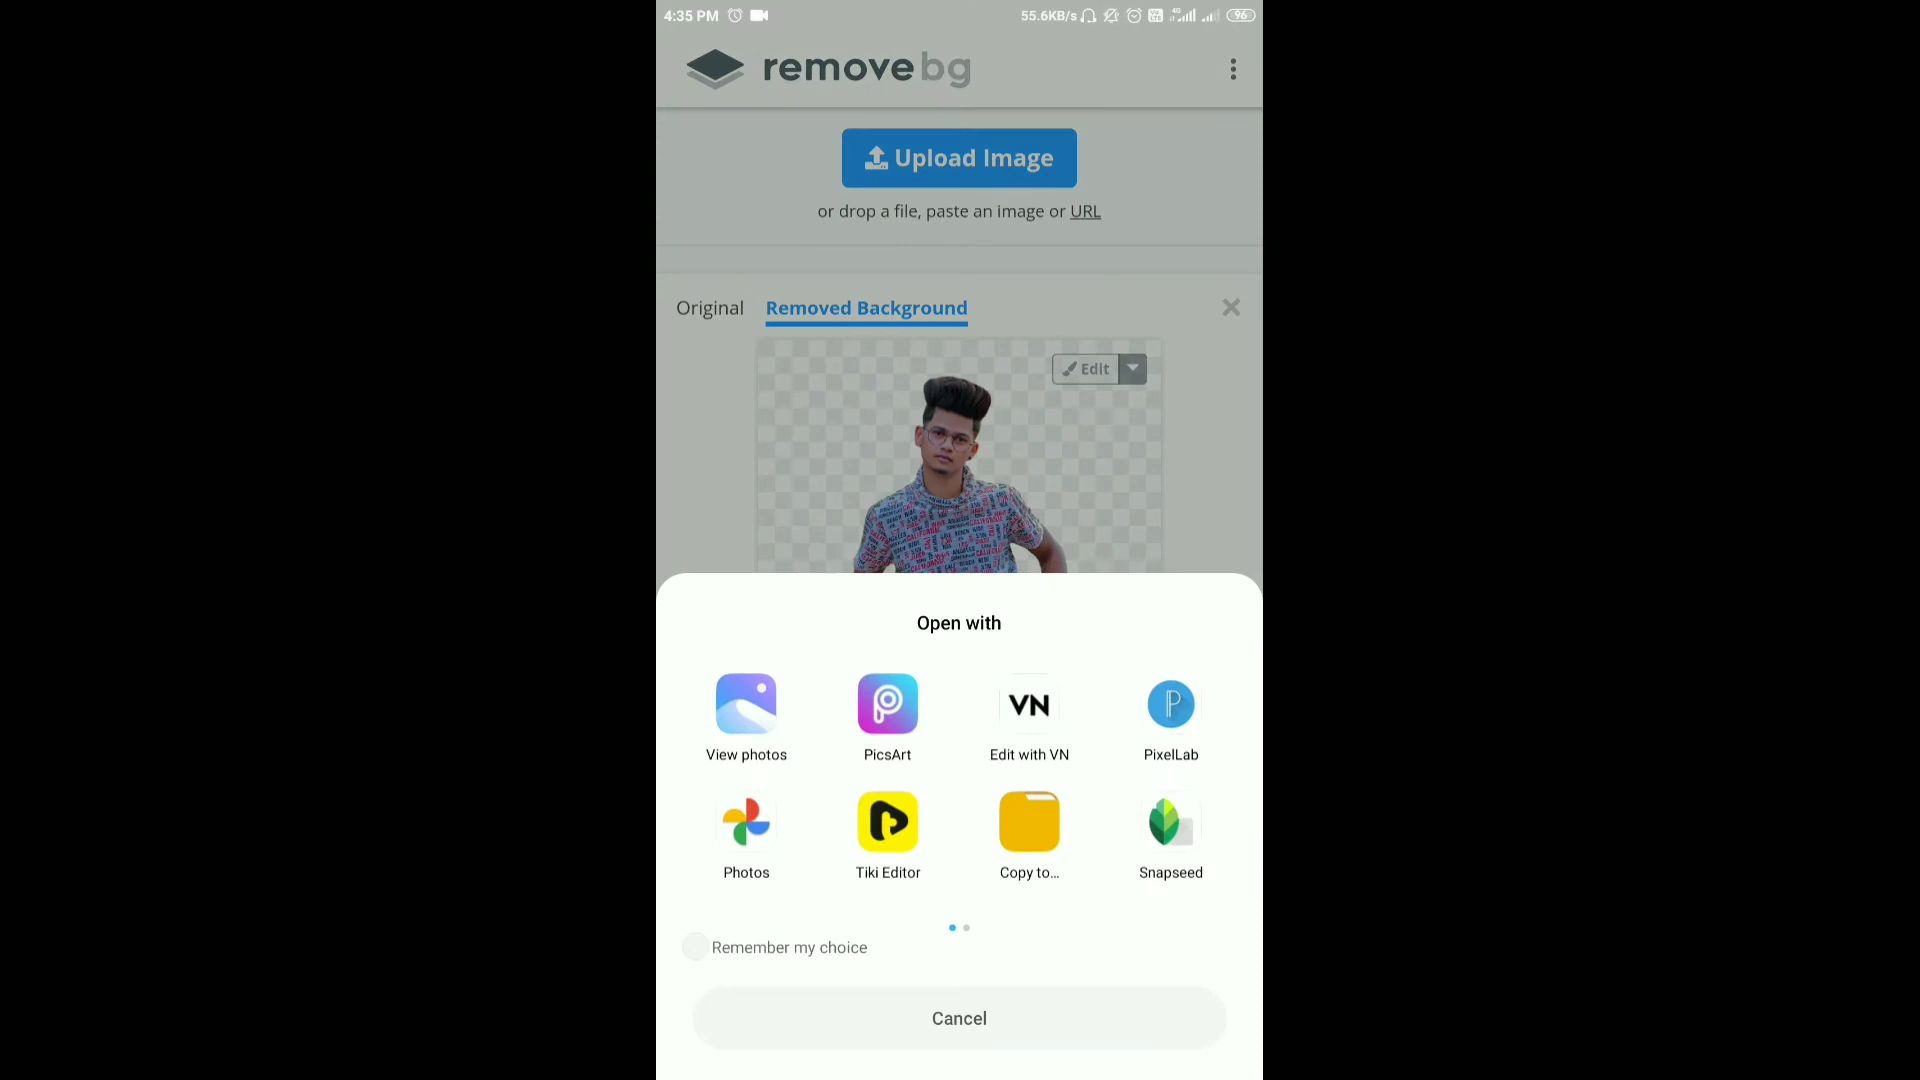 4:35 PM 55.6KB/s 4G 96
remove bg
Upload Image
or drop a file, paste an image or URL
Original Removed Background
Edit
Open with
VN
View photos PicsArt Edit with VN PixelLab
Photos Tiki Editor Copy to... Snapseed
Remember my choice
Cancel